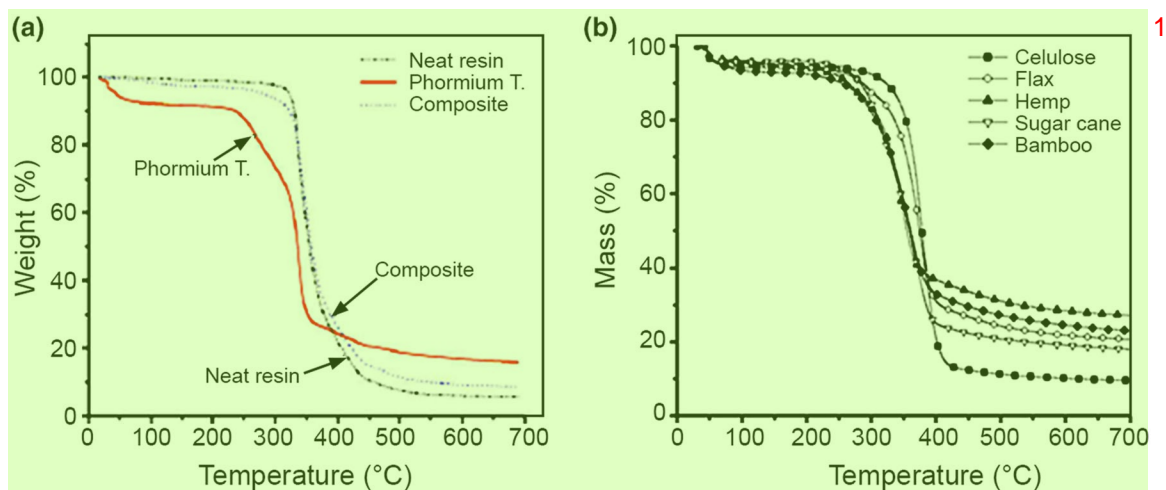 (a)
Weight (%)
100
80
60
40
20
0
0
100
200
300
400
500
600
700
Temperature (°C)
Neat resin
Phormium T.
Composite
Phormium T.
Composite
Neat resin
(b)
1
Mass (%)
100
80
60
40
20
0
0
100
200
300
400
500
600
700
Temperature (°C)
Celulose
Flax
Hemp
Sugar cane
Bamboo